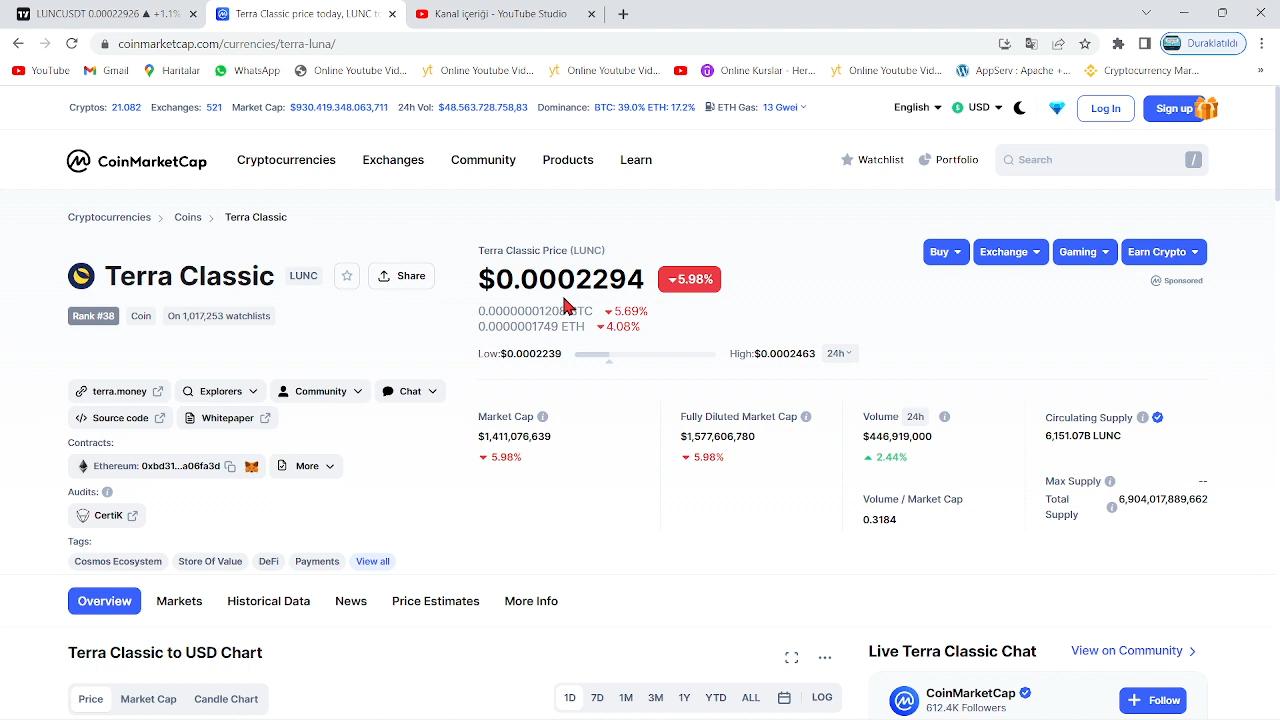 LUNCUSDT 0.00022926 ▲ +1.1%
Terra Classic price today, LUNC to
Kanal içeriği - YouTube Studio
coinmarketcap.com/currencies/terra-luna/
Duraklatıldı
YouTube
Gmail
Haritalar
WhatsApp
Online Youtube Vid...
Online Youtube Vid...
Online Youtube Vid...
Online Kurslar - Her...
Online Youtube Vid...
AppServ : Apache +...
Cryptocurrency Mar...
»
Cryptos: 21.082 Exchanges: 521 Market Cap: $930.419.348.063,711 24h Vol: $48.563.728.758,83 Dominance: BTC: 39.0% ETH: 17.2% ETH Gas: 13 Gwei
English
USD
Log In
Sign up
CoinMarketCap
Cryptocurrencies
Exchanges
Community
Products
Learn
Watchlist
Portfolio
Search
/
Cryptocurrencies > Coins > Terra Classic
Terra Classic LUNC
Share
Rank #38
Coin
On 1,017,253 watchlists
terra.money
Explorers
Community
Chat
Source code
Whitepaper
Contracts:
Ethereum: 0xbd31...a06fa3d
More
Audits:
CertiK
Tags:
Cosmos Ecosystem
Store Of Value
DeFi
Payments
View all
Terra Classic Price (LUNC)
$0.0002294 5.98%
5.69%
0.0000001749 ETH 4.08%
Low:$0.0002239
High:$0.0002463
24h
Buy
Exchange
Gaming
Earn Crypto
Sponsored
Market Cap
$1,411,076,639
5.98%
Fully Diluted Market Cap
$1,577,606,780
5.98%
Volume 24h
$446,919,000
2.44%
Volume / Market Cap
0.3184
Circulating Supply
6,151.07B LUNC
Max Supply --
Total
Supply
6,904,017,889,662
Overview
Markets
Historical Data
News
Price Estimates
More Info
Terra Classic to USD Chart
Price
Market Cap
Candle Chart
1D
7D
1M
3M
1Y
YTD
ALL
LOG
Live Terra Classic Chat
View on Community >
CoinMarketCap
612.4K Followers
+ Follow